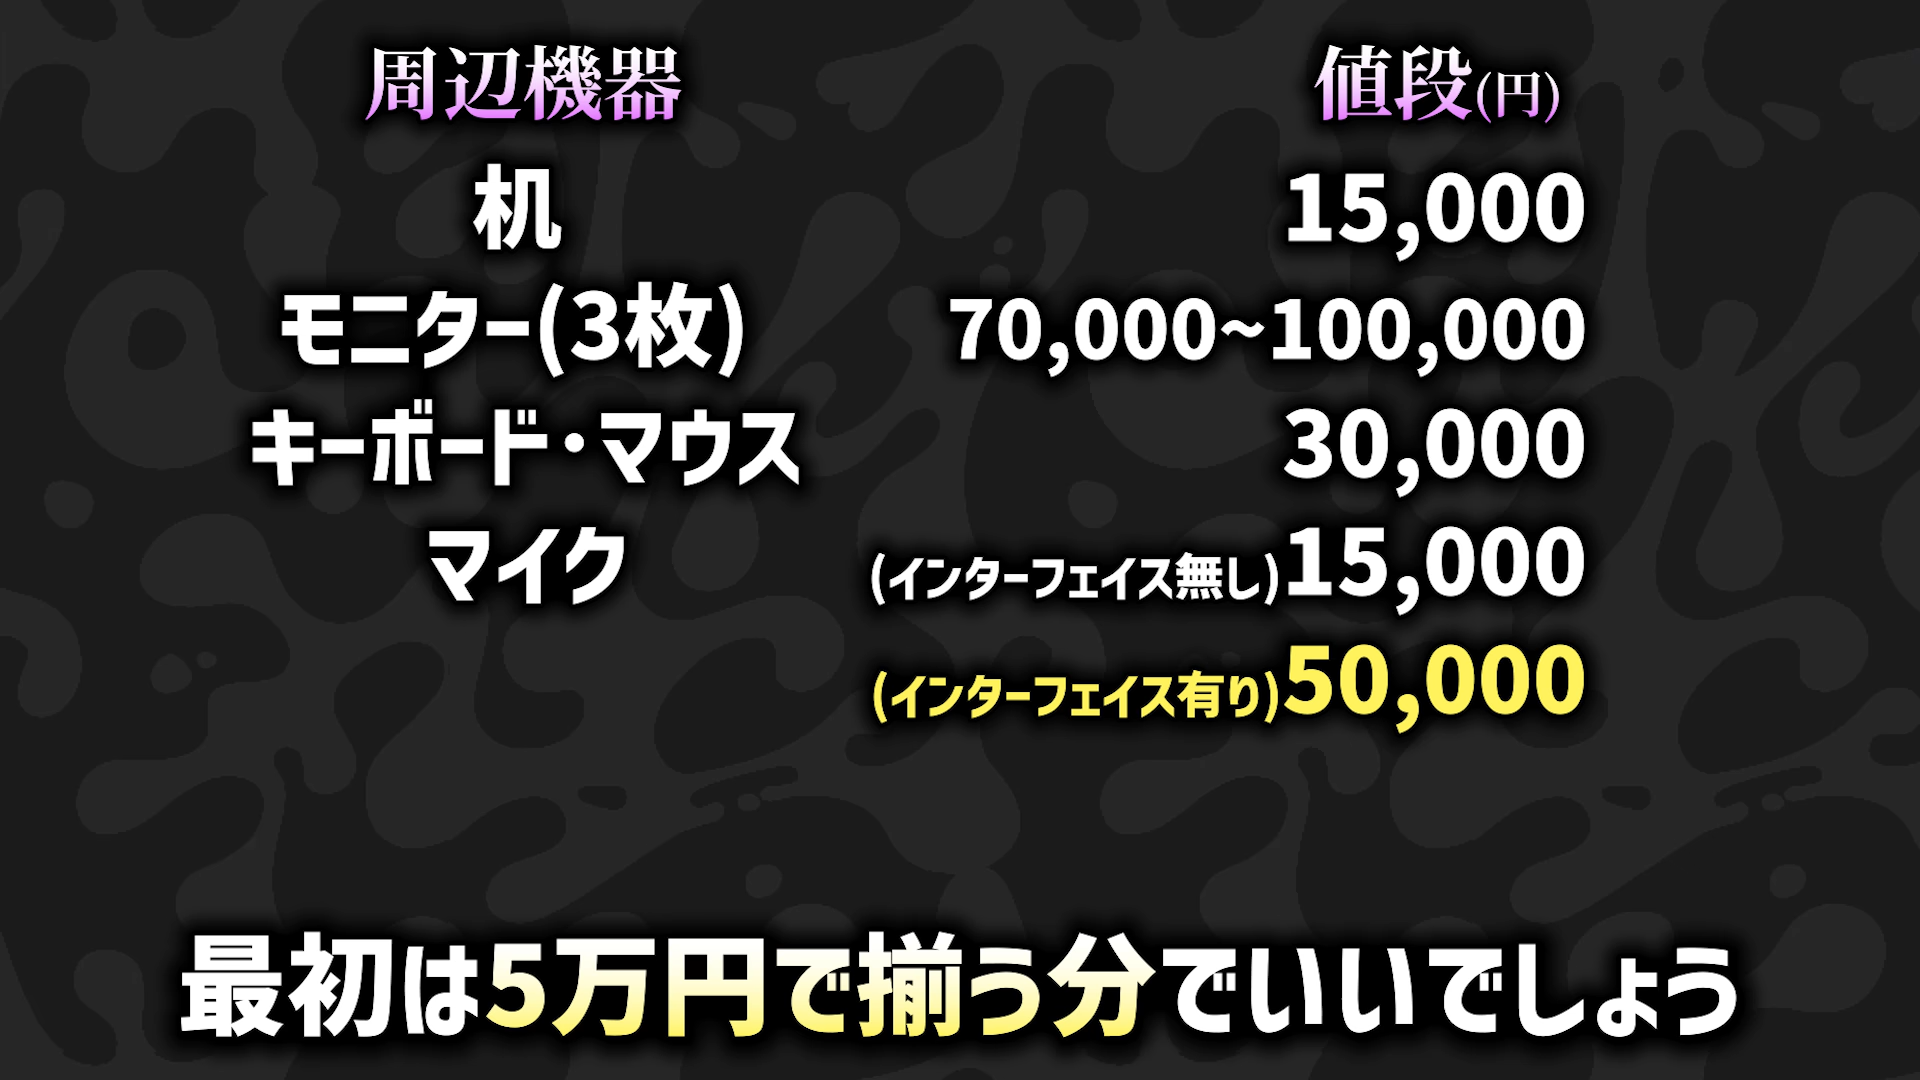 周辺機器 値段(円)
机 15,000
モニター(3枚) 70,000~100,000
キーボード・マウス 30,000
マイク (インターフェイス無し)15,000
(インターフェイス有り)50,000
最初は5万円で揃う分でいいでしょう